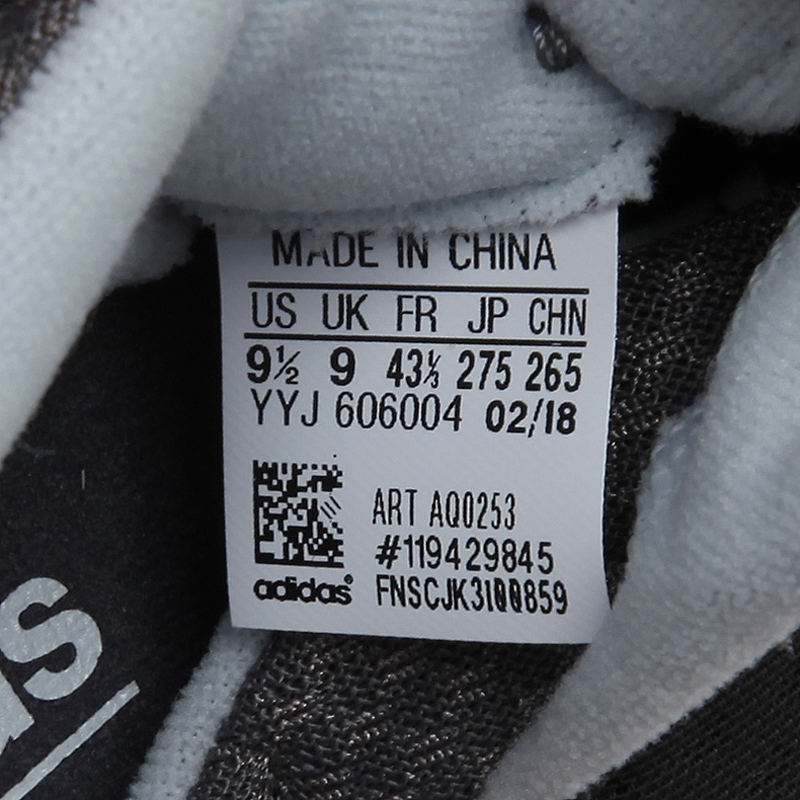 MADE IN CHINA
US UK FR JP CHN
9½ 9 43⅓ 275 265
YYJ 606004 02/18
ART AQ0253
#119429845
adidas®
FNSCJK3100859
as